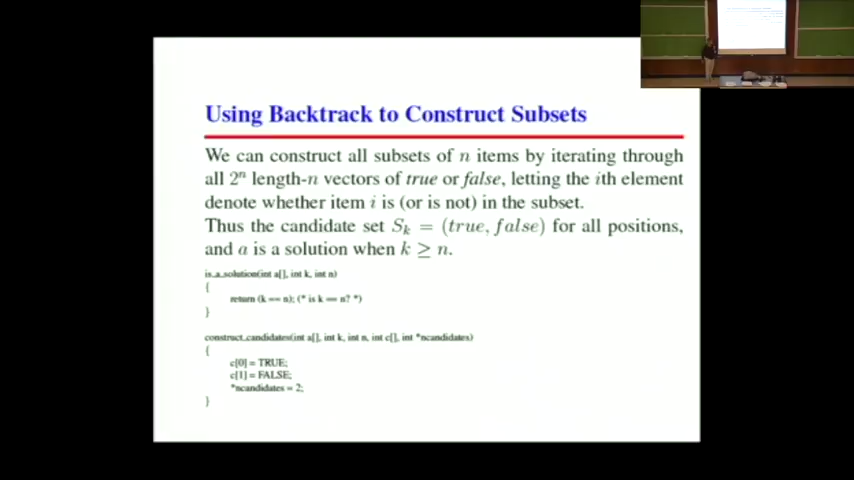 Using Backtrack to Construct Subsets
We can construct all subsets of n items by iterating through
all 2ⁿ length-n vectors of true or false, letting the ith element
denote whether item i is (or is not) in the subset.
Thus the candidate set Sₖ = (true, false) for all positions,
and a is a solution when k ≥ n.
is_a_solution(int a[], int k, int n)
{
return (k == n); (* is k == n? *)
}
construct_candidates(int a[], int k, int n, int c[], int *ncandidates)
{
c[0] = TRUE;
c[1] = FALSE;
*ncandidates = 2;
}